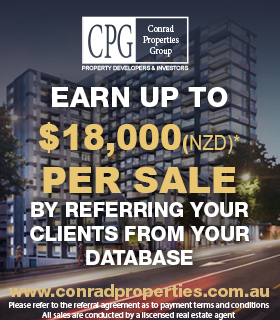 CPG
Conrad
Properties
Group
PROPERTY DEVELOPERS & INVESTORS
EARN UP TO
$18,000(NZD)*
PER SALE
BY REFERRING YOUR
CLIENTS FROM YOUR
DATABASE
www.conradproperties.com.au
Please refer to the referral agreement as to payment terms and conditions
All sales are conducted by a liscensed real estate agent